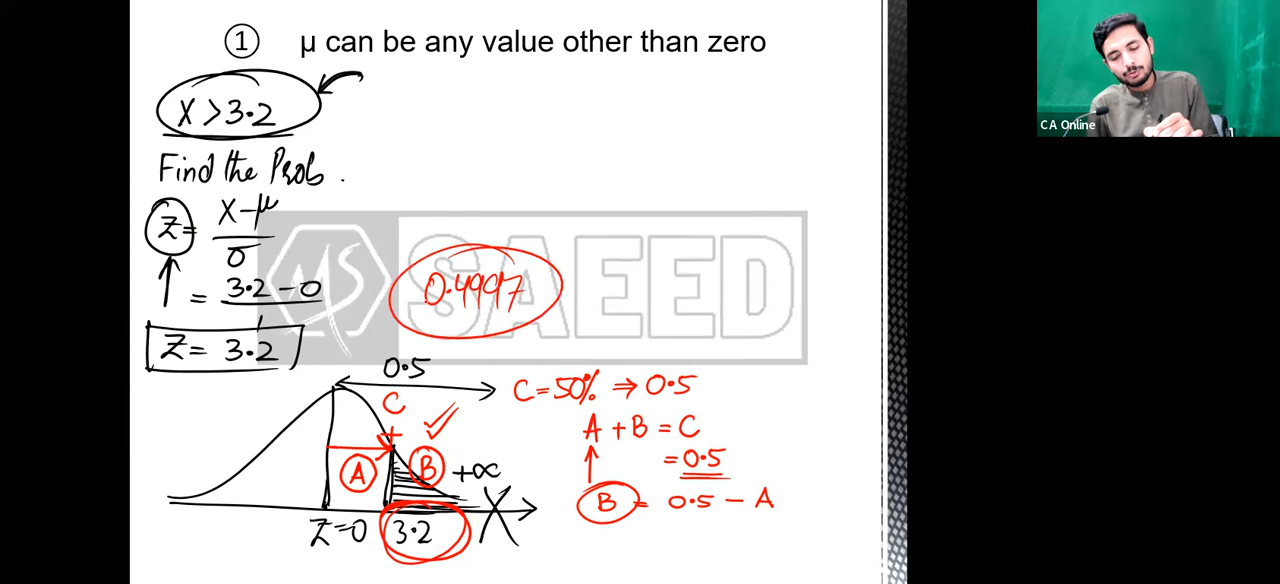 ① μ can be any value other than zero
X > 3.2
Find the Prob.
Z = X - μ / σ
= 3.2 - 0 / 1
Z = 3.2
0.4997
MS SAEED
0.5
C = 50% ⇒ 0.5
C
A + B = C
= 0.5
B = 0.5 - A
A
B
+∞
Z=0
3.2
X
C A Online